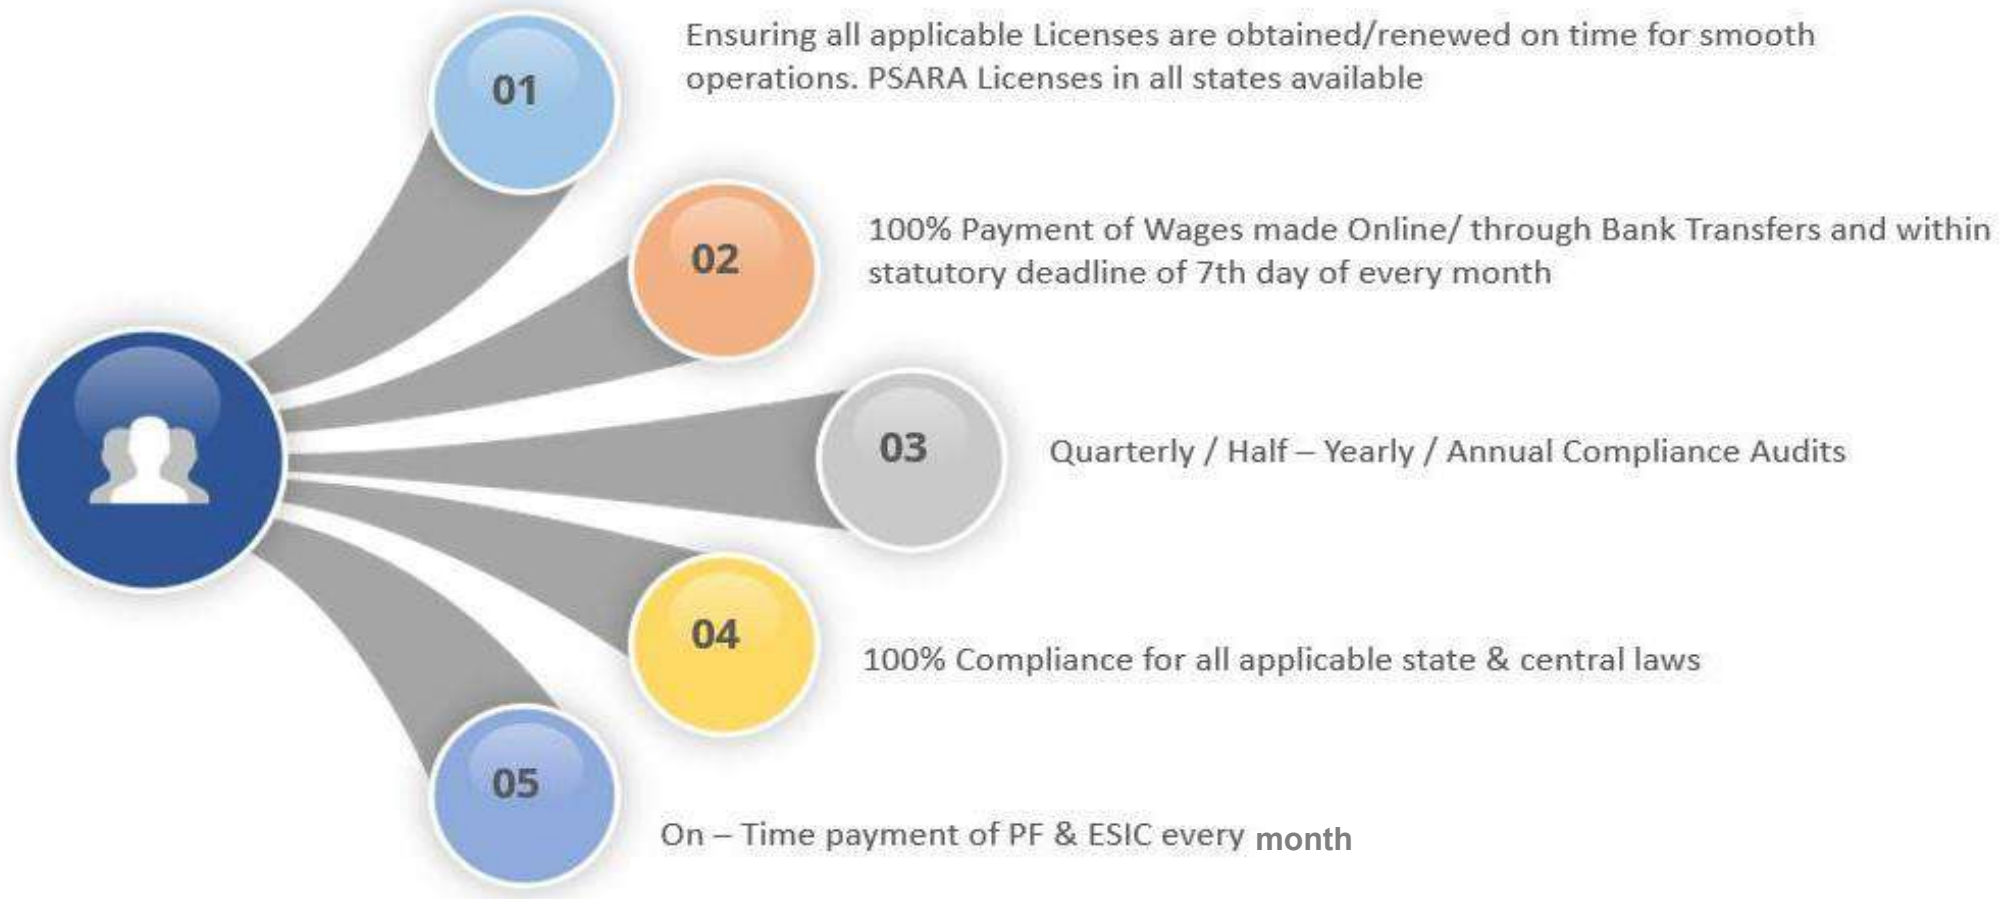 01
Ensuring all applicable Licenses are obtained/renewed on time for smooth
operations. PSARA Licenses in all states available
02
100% Payment of Wages made Online/ through Bank Transfers and within
statutory deadline of 7th day of every month
03
Quarterly / Half – Yearly / Annual Compliance Audits
04
100% Compliance for all applicable state & central laws
05
On – Time payment of PF & ESIC every month